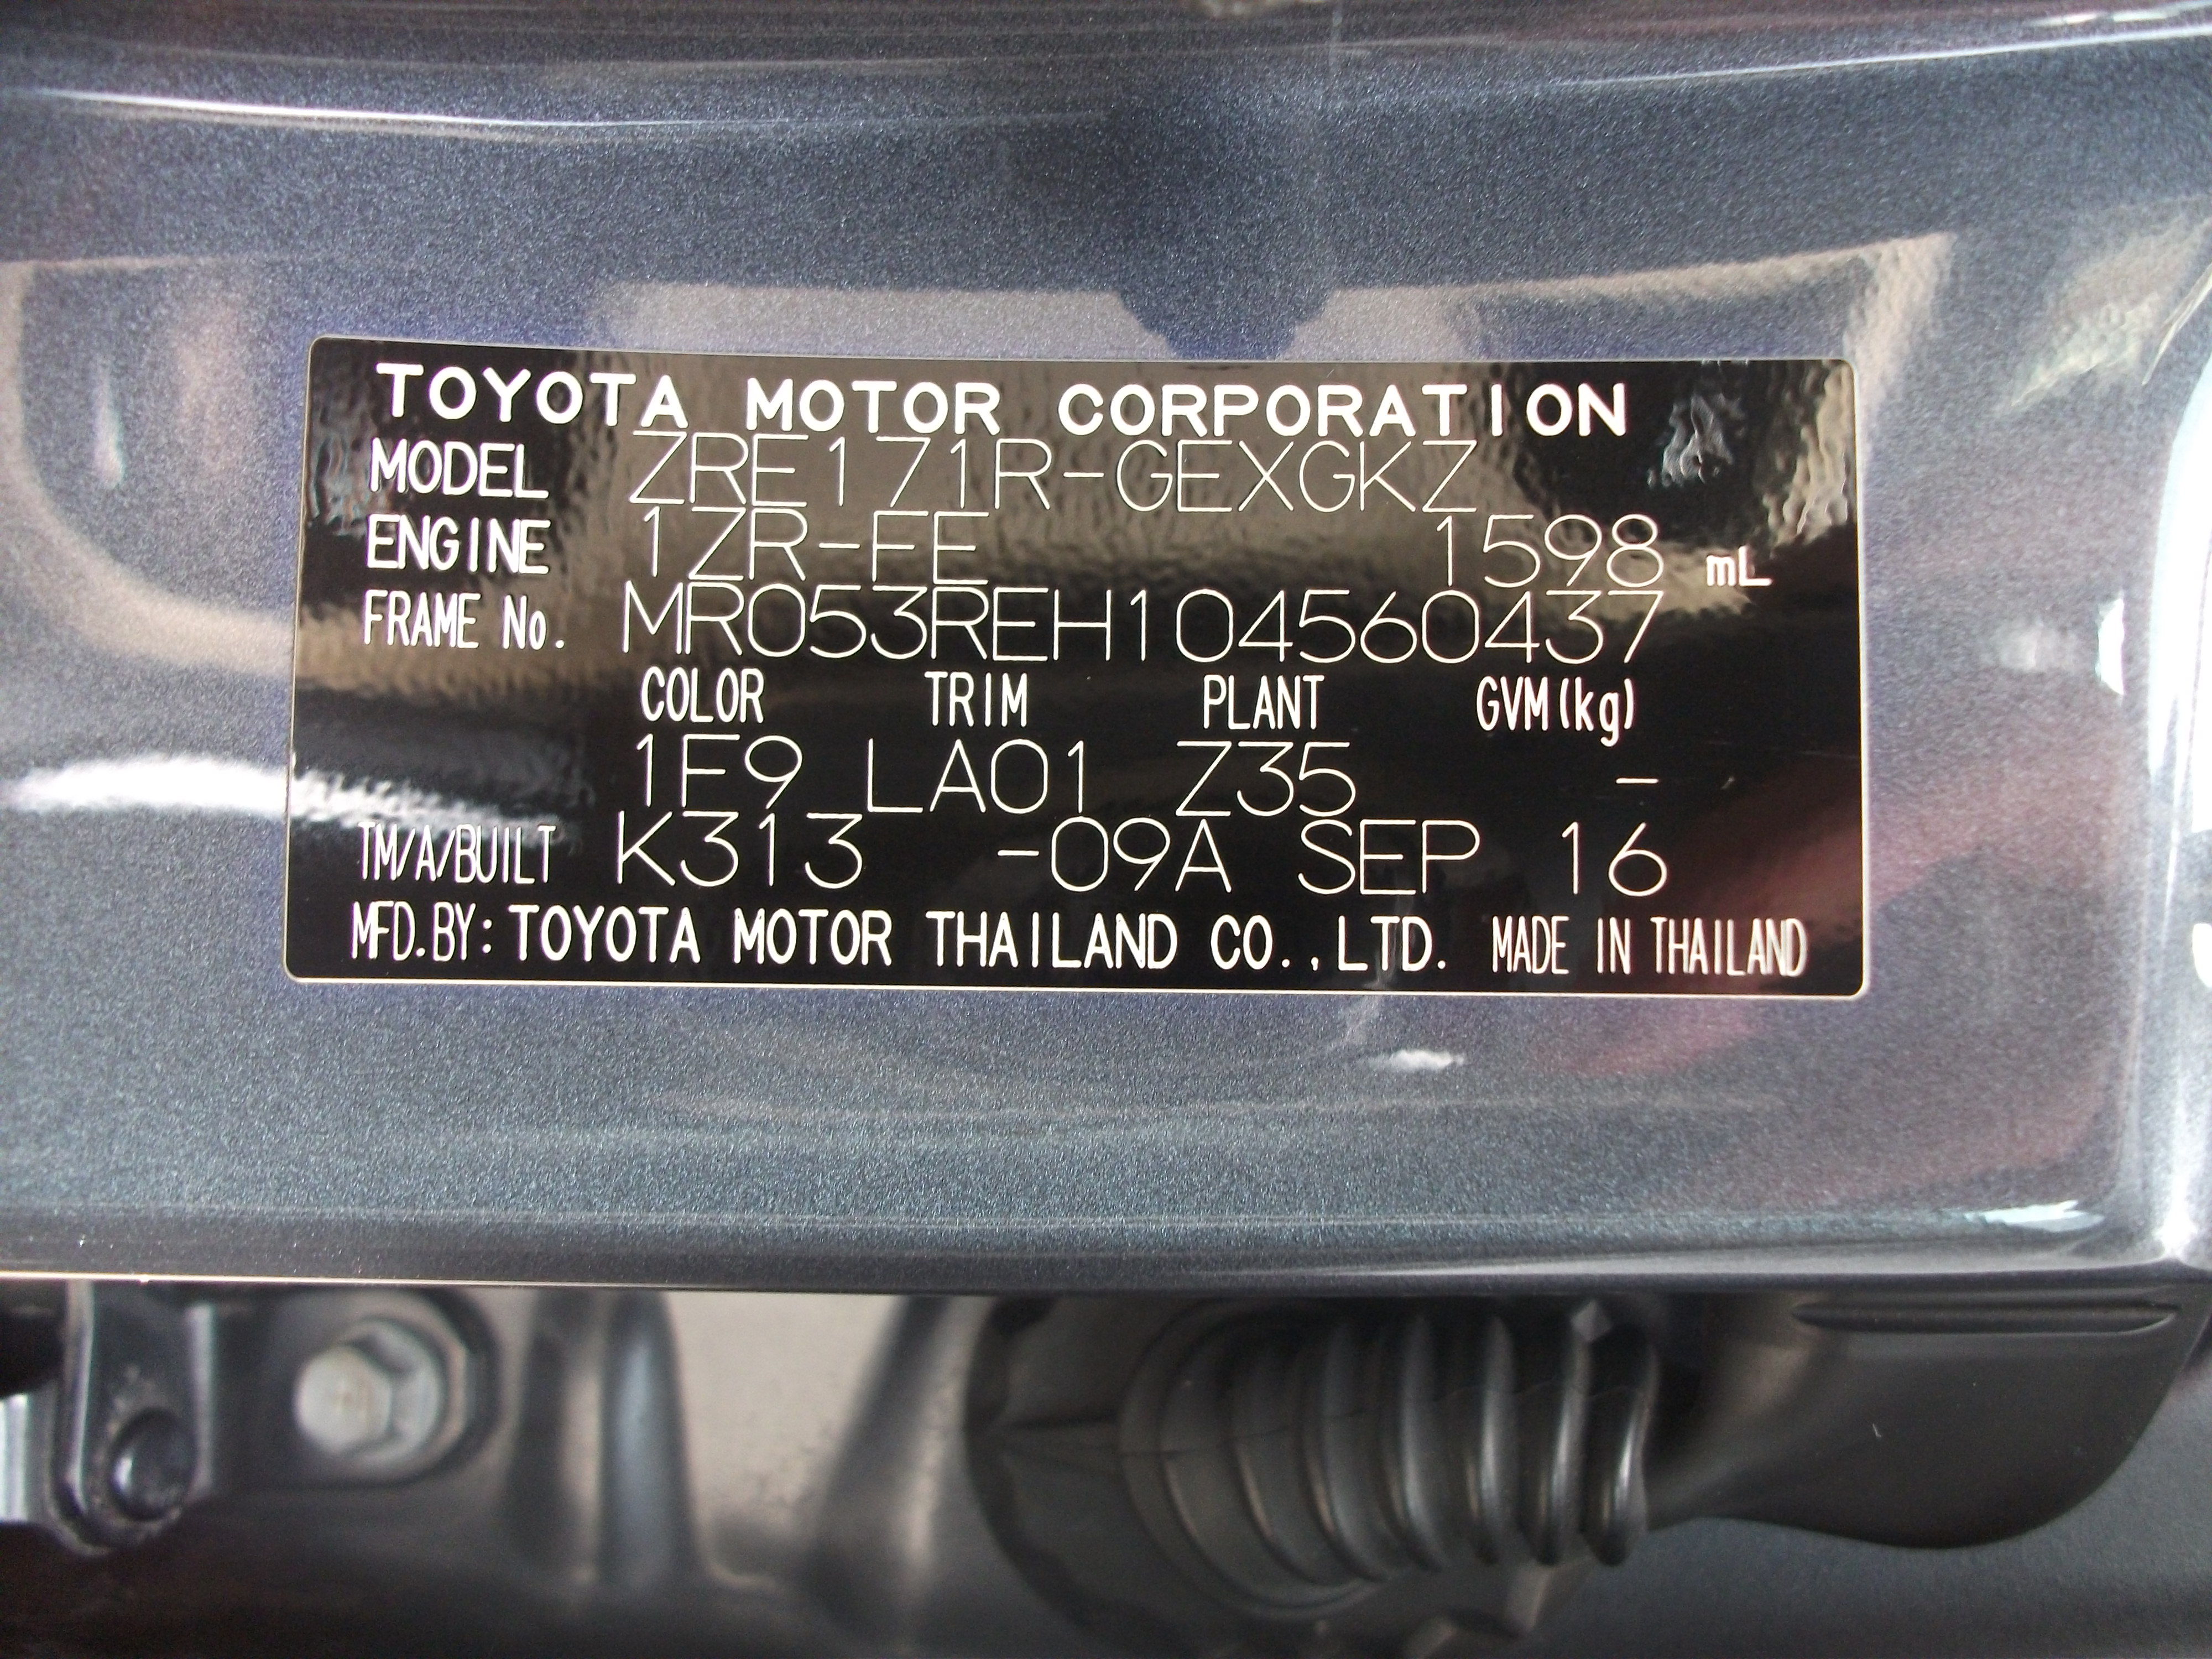 TOYOTA MOTOR CORPORATION
MODEL ZRE171R-GEXGKZ
ENGINE 1ZR-FE 1598 mL
FRAME No. MR053REH104560437
COLOR TRIM PLANT GVM(kg)
1F9 LA01 Z35 -
TM/A/BUILT K313 -09A SEP 16
MFD.BY: TOYOTA MOTOR THAILAND CO.,LTD. MADE IN THAILAND